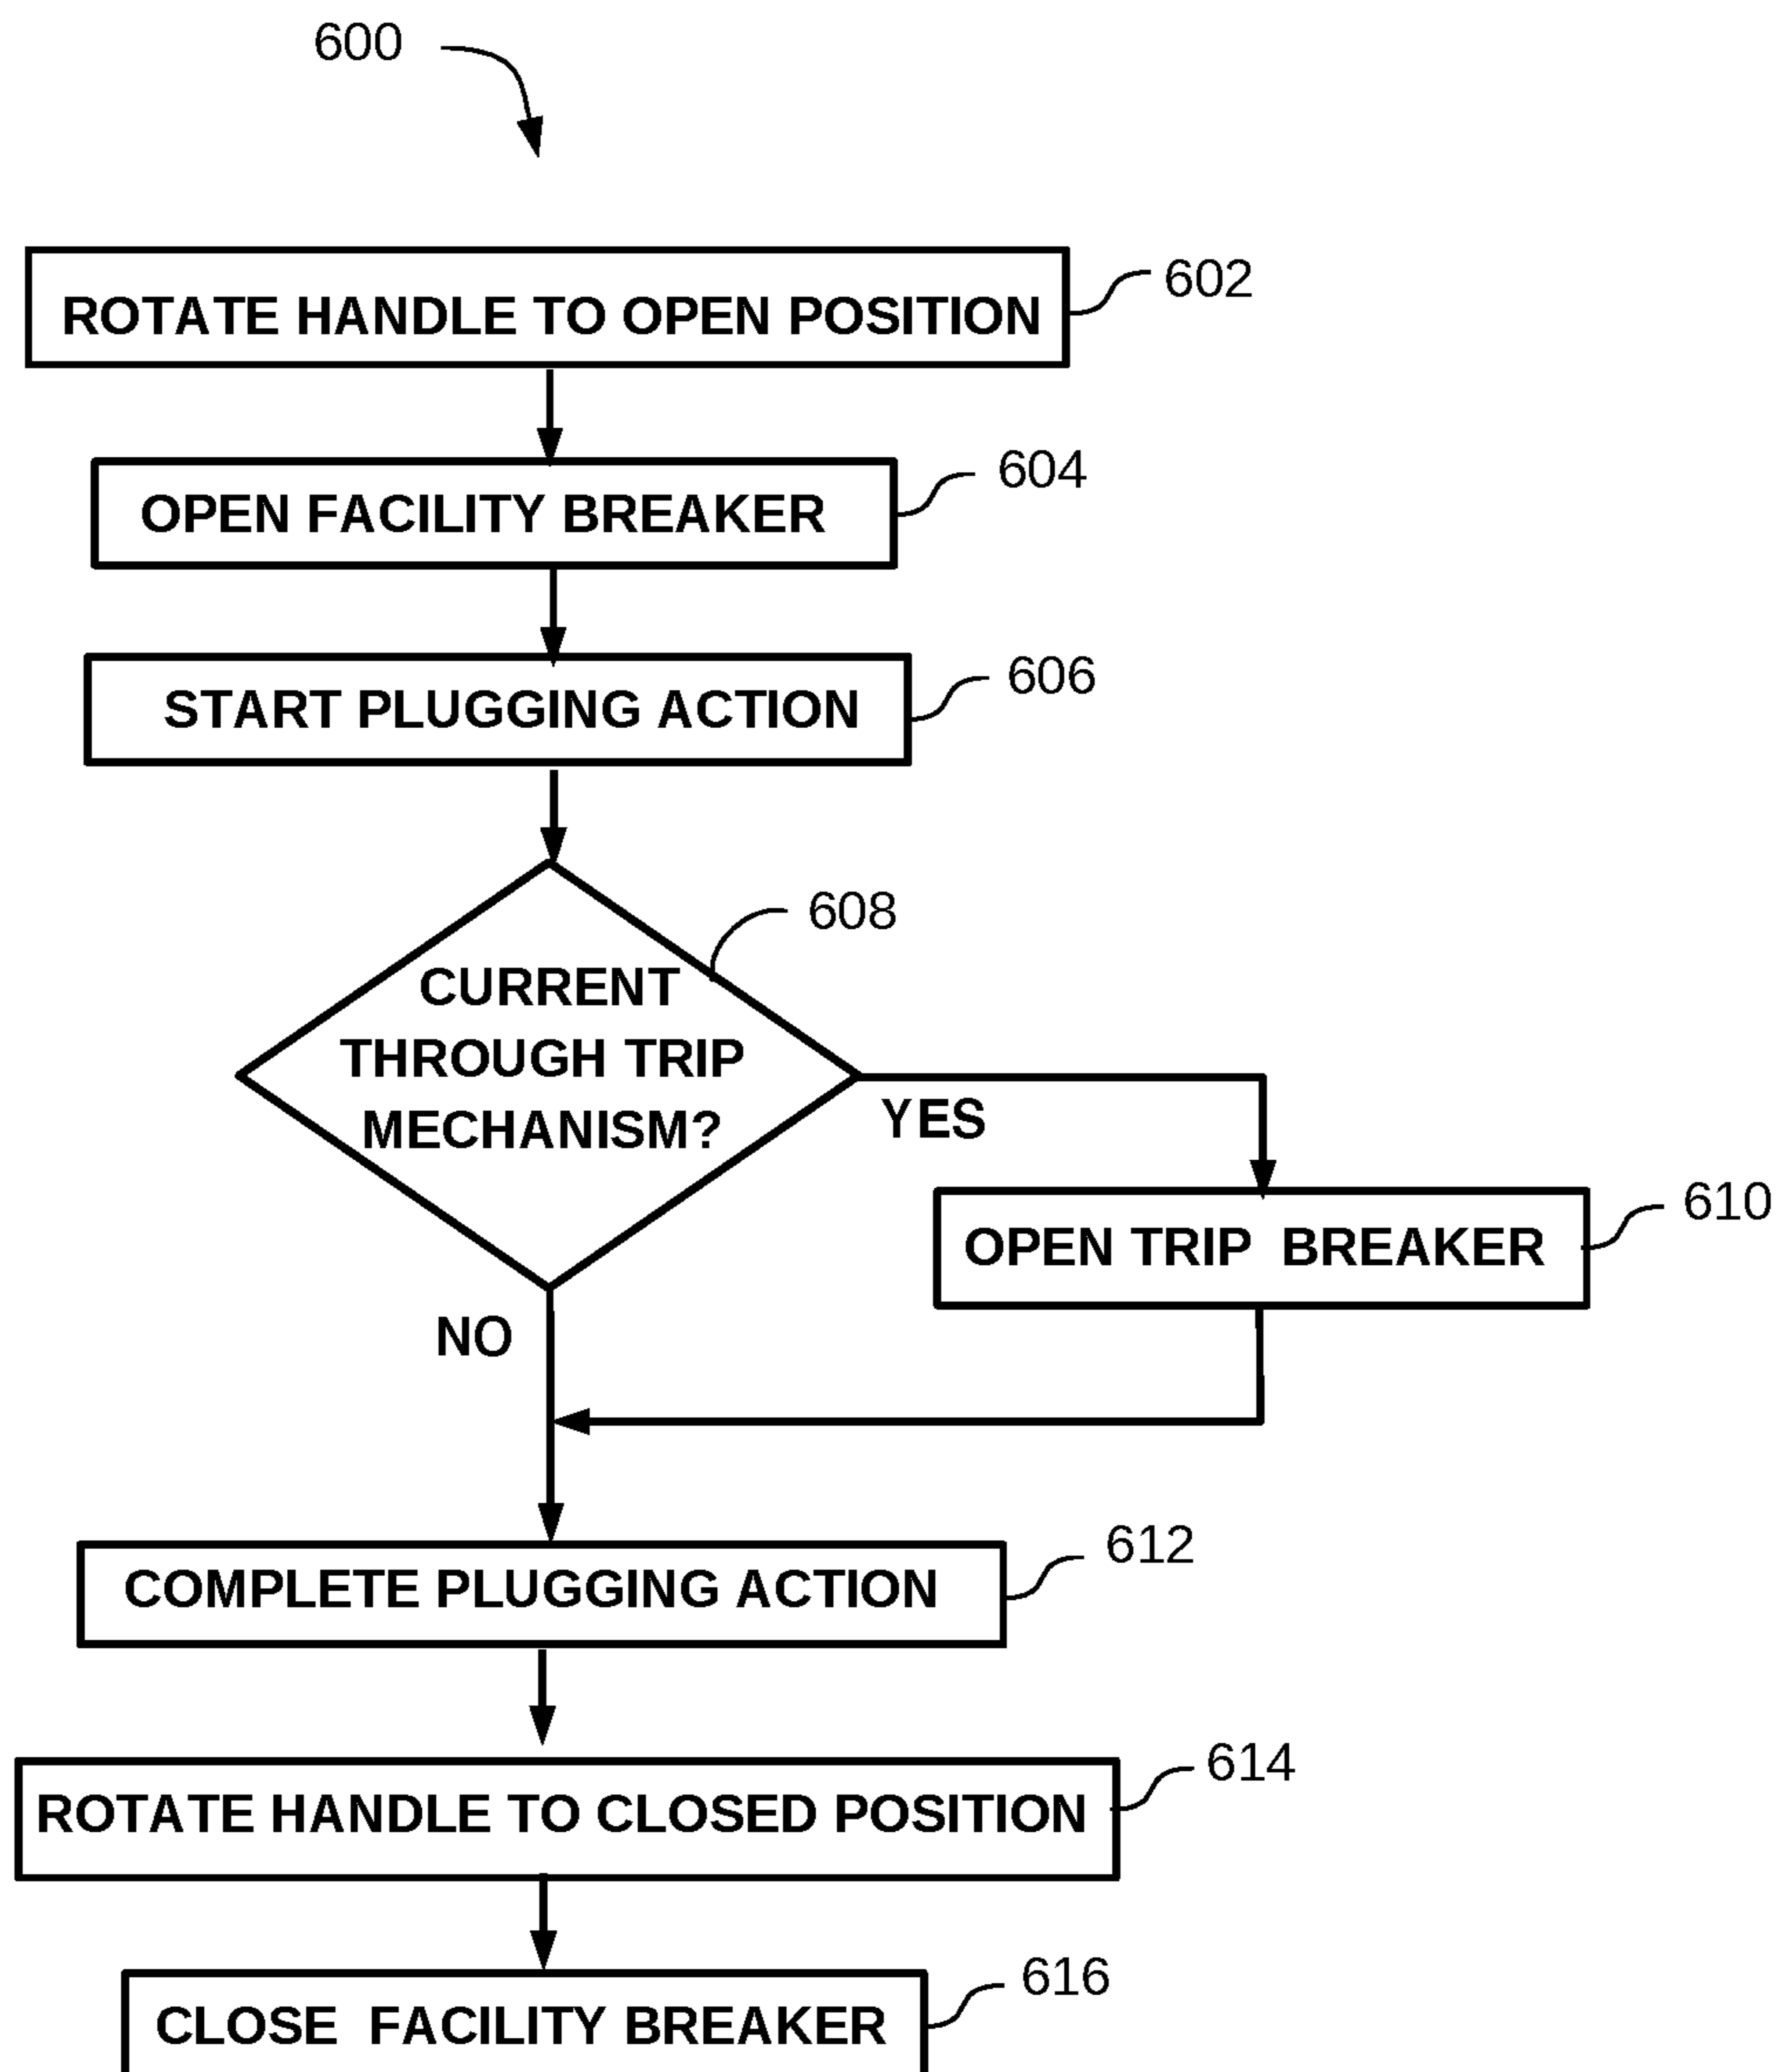 600
ROTATE HANDLE TO OPEN POSITION
602
OPEN FACILITY BREAKER
604
START PLUGGING ACTION
606
608
CURRENT
THROUGH TRIP
MECHANISM?
YES
OPEN TRIP BREAKER
610
NO
COMPLETE PLUGGING ACTION
612
ROTATE HANDLE TO CLOSED POSITION
614
CLOSE FACILITY BREAKER
616